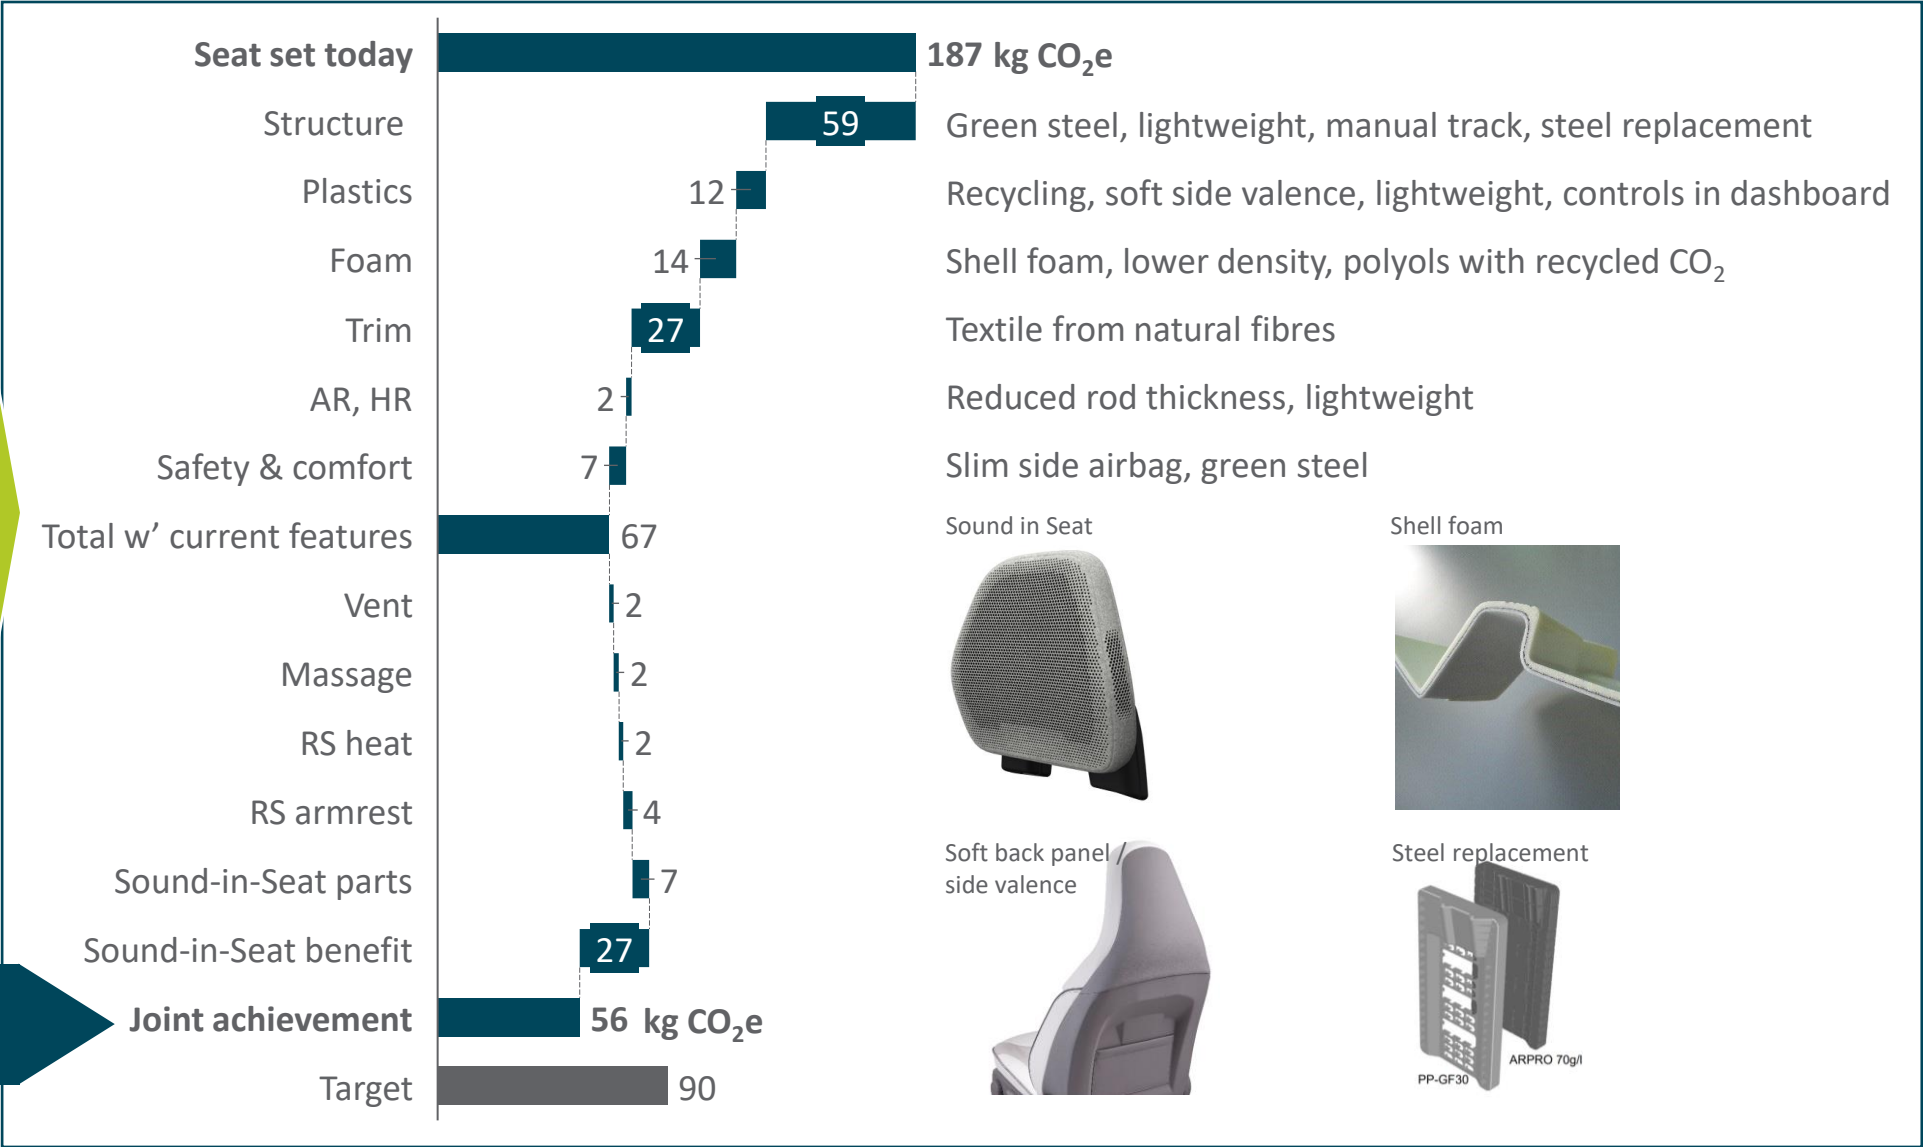 Seat set today 187 kg CO₂e
Structure 59 Green steel, lightweight, manual track, steel replacement
Plastics 12 Recycling, soft side valence, lightweight, controls in dashboard
Foam 14 Shell foam, lower density, polyols with recycled CO₂
Trim 27 Textile from natural fibres
AR, HR 2 Reduced rod thickness, lightweight
Safety & comfort 7 Slim side airbag, green steel
Total w’ current features 67
Vent 2
Massage 2
RS heat 2
RS armrest 4
Sound-in-Seat parts 7
Sound-in-Seat benefit 27
Joint achievement 56 kg CO₂e
Target 90
Sound in Seat
Shell foam
Soft back panel /
side valence
Steel replacement
ARPRO 70g/l
PP-GF30